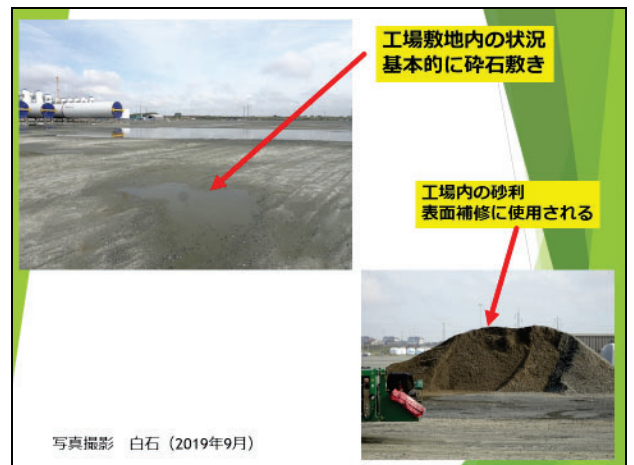 工場敷地内の状況
基本的に砕石敷き
工場内の砂利
表面補修に使用される
写真撮影 白石（2019年9月）